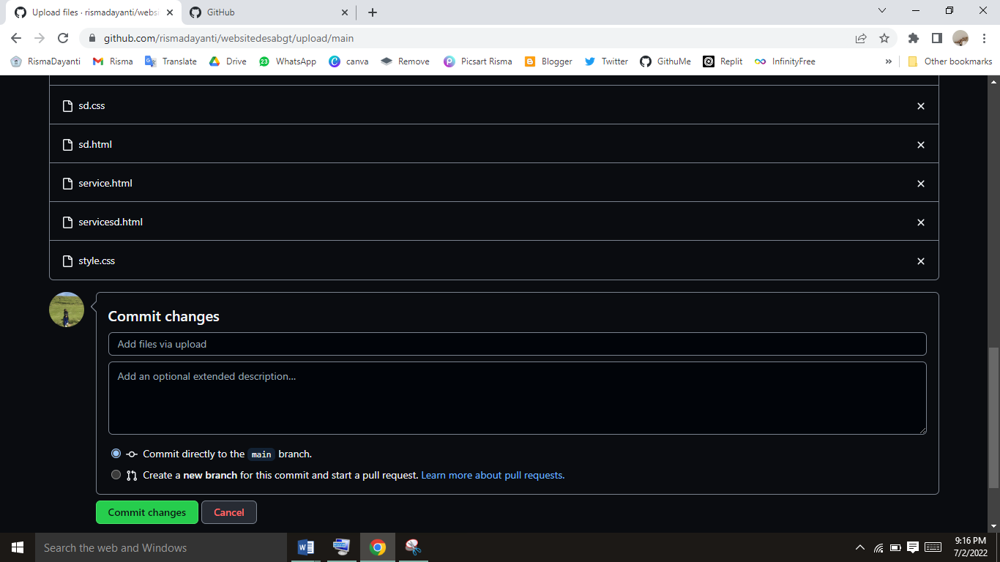 Upload files · rismadayanti/websi
GitHub
github.com/rismadayanti/websitedesabgt/upload/main
RismaDayanti
Risma
Translate
Drive
23
WhatsApp
canva
Remove
Picsart Risma
Blogger
Twitter
GithuMe
Replit
InfinityFree
»
Other bookmarks
sd.css
sd.html
service.html
servicesd.html
style.css
Commit changes
Add files via upload
Add an optional extended description...
Commit directly to the main branch.
Create a new branch for this commit and start a pull request. Learn more about pull requests.
Commit changes
Cancel
Search the web and Windows
9:16 PM
7/2/2022